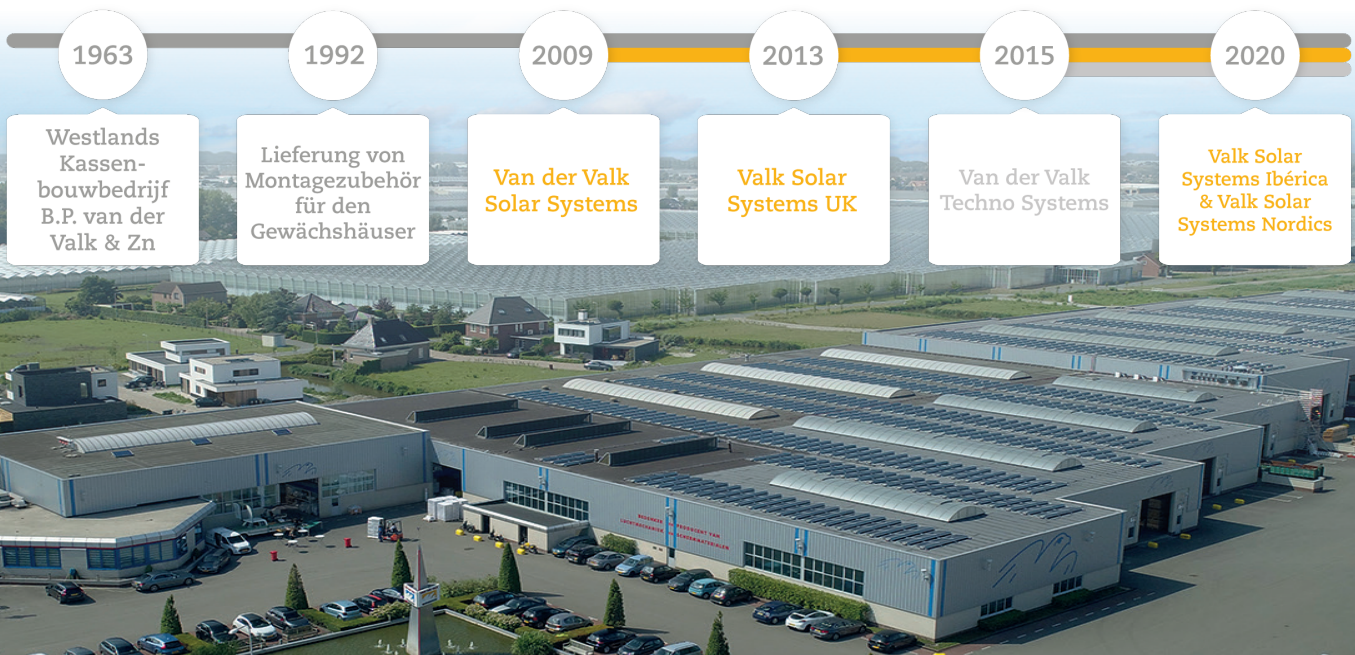 1963
1992
2009
2013
2015
2020
Westlands
Kassen-
bouwbedrijf
B.P. van der
Valk & Zn
Lieferung von
Montagezubehör
für den
Gewächshäuser
Van der Valk
Solar Systems
Valk Solar
Systems UK
Van der Valk
Techno Systems
Valk Solar
Systems Ibérica
& Valk Solar
Systems Nordics